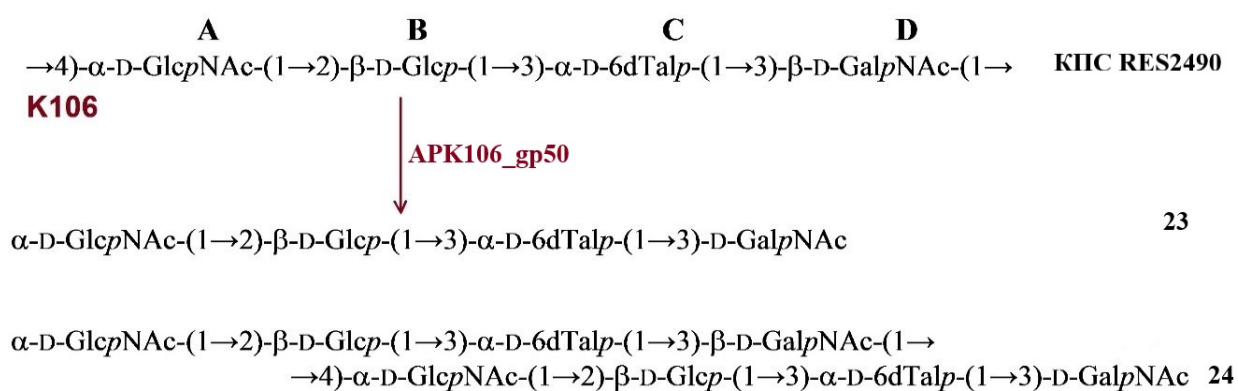 A B C D
→4)-α-D-GlcpNAc-(1→2)-β-D-Glcp-(1→3)-α-D-6dTalp-(1→3)-β-D-GalpNAc-(1→ КПС RES2490
K106
APK106_gp50
23
α-D-GlcpNAc-(1→2)-β-D-Glcp-(1→3)-α-D-6dTalp-(1→3)-D-GalpNAc
α-D-GlcpNAc-(1→2)-β-D-Glcp-(1→3)-α-D-6dTalp-(1→3)-β-D-GalpNAc-(1→
→4)-α-D-GlcpNAc-(1→2)-β-D-Glcp-(1→3)-α-D-6dTalp-(1→3)-D-GalpNAc 24